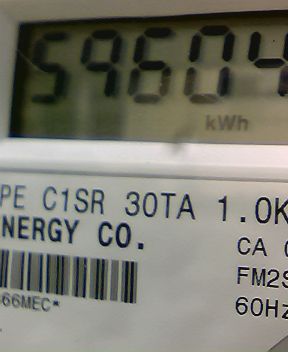 59604
kWh
PE C1SR 30TA 1.0K
NERGY CO.
CA
FM2S
66MEC*
60Hz